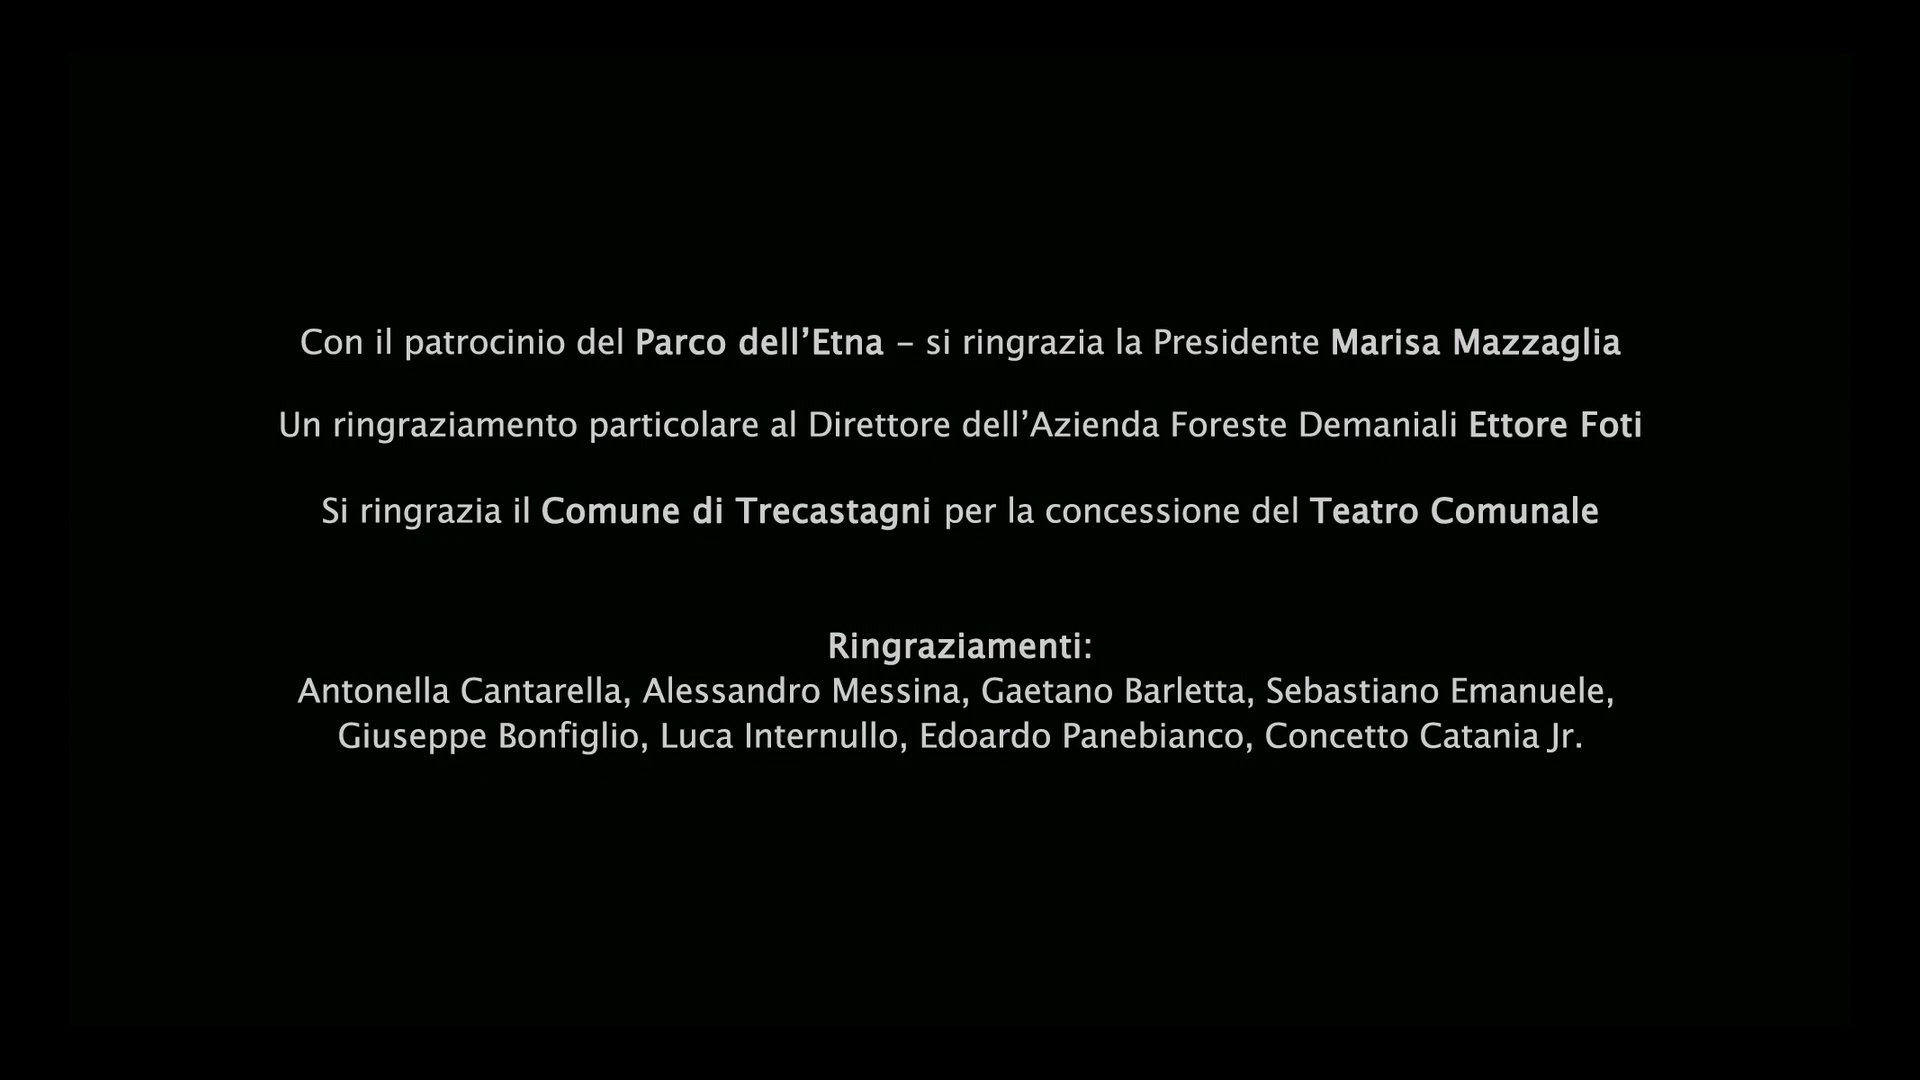 Con il patrocinio del Parco dell’Etna – si ringrazia la Presidente Marisa Mazzaglia
Un ringraziamento particolare al Direttore dell’Azienda Foreste Demaniali Ettore Foti
Si ringrazia il Comune di Trecastagni per la concessione del Teatro Comunale
Ringraziamenti:
Antonella Cantarella, Alessandro Messina, Gaetano Barletta, Sebastiano Emanuele,
Giuseppe Bonfiglio, Luca Internullo, Edoardo Panebianco, Concetto Catania Jr.